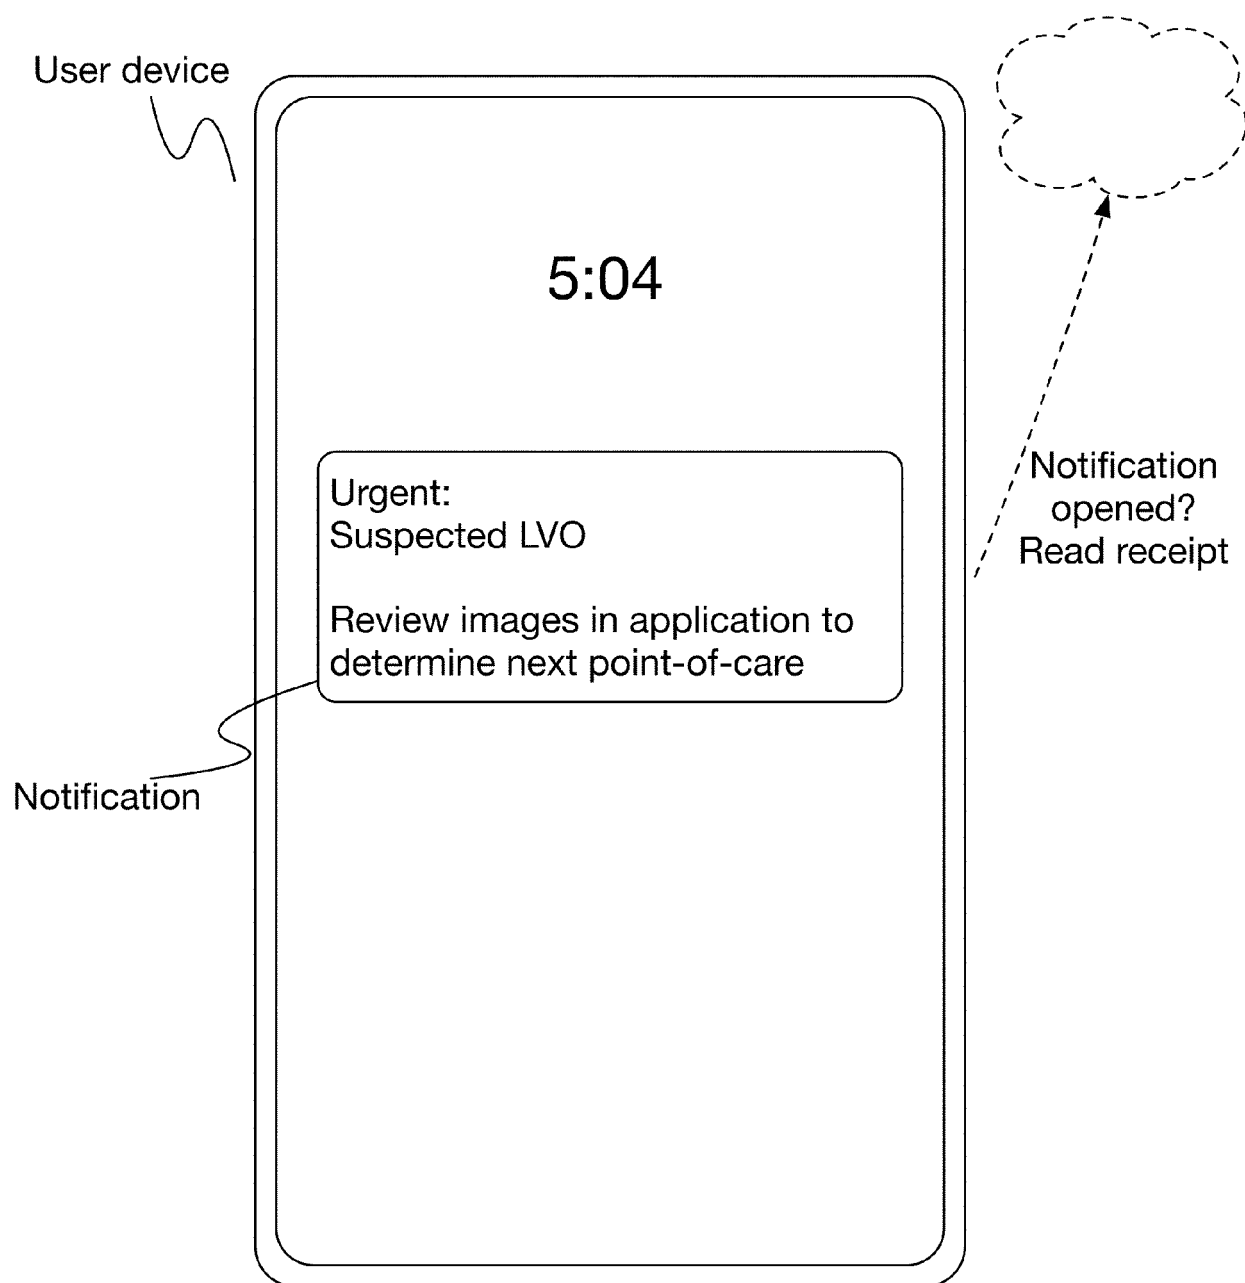 User device
5:04
Urgent:
Suspected LVO
Review images in application to
determine next point-of-care
Notification
opened?
Read receipt
Notification